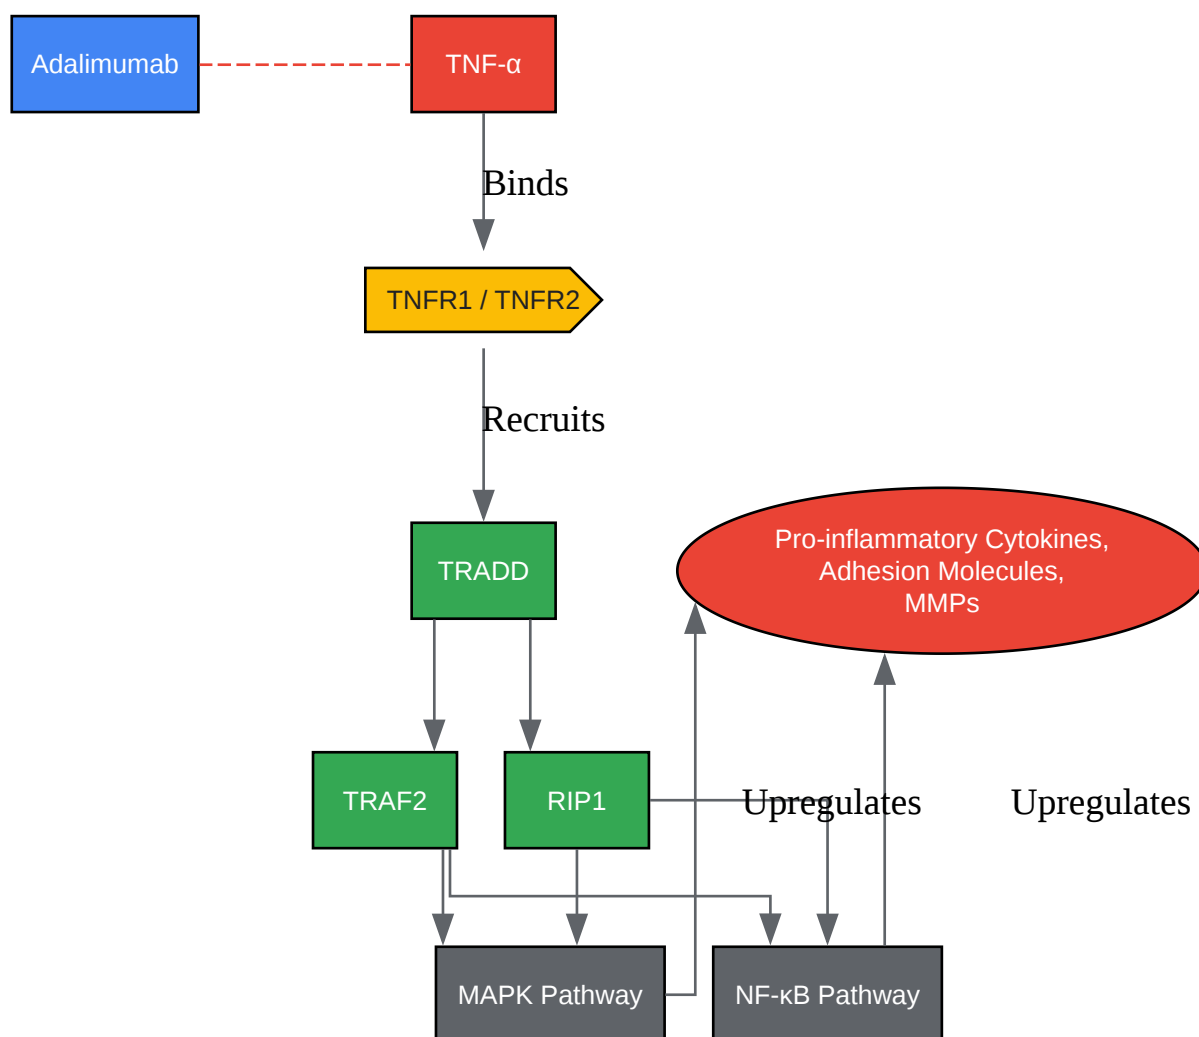 Adalimumab
TNF-α
Binds
TNFR1 / TNFR2
Recruits
TRADD
Pro-inflammatory Cytokines,
Adhesion Molecules,
MMPs
TRAF2
RIP1
Upregulates
Upregulates
MAPK Pathway
NF-κB Pathway